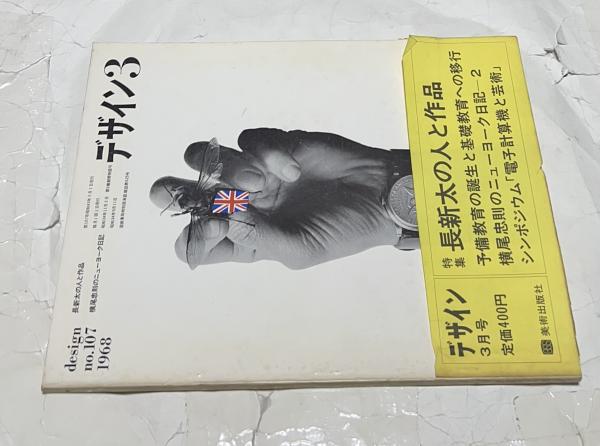 デザイン3
長新太の人と作品
横尾忠則のニューヨーク日記
design
no.107
1968
特集 長新太の人と作品
予備教育の誕生と基礎教育への移行
横尾忠則のニューヨーク日記—2
シンポジウム「電子計算機と芸術」
デザイン
3月号
定価400円
美術出版社